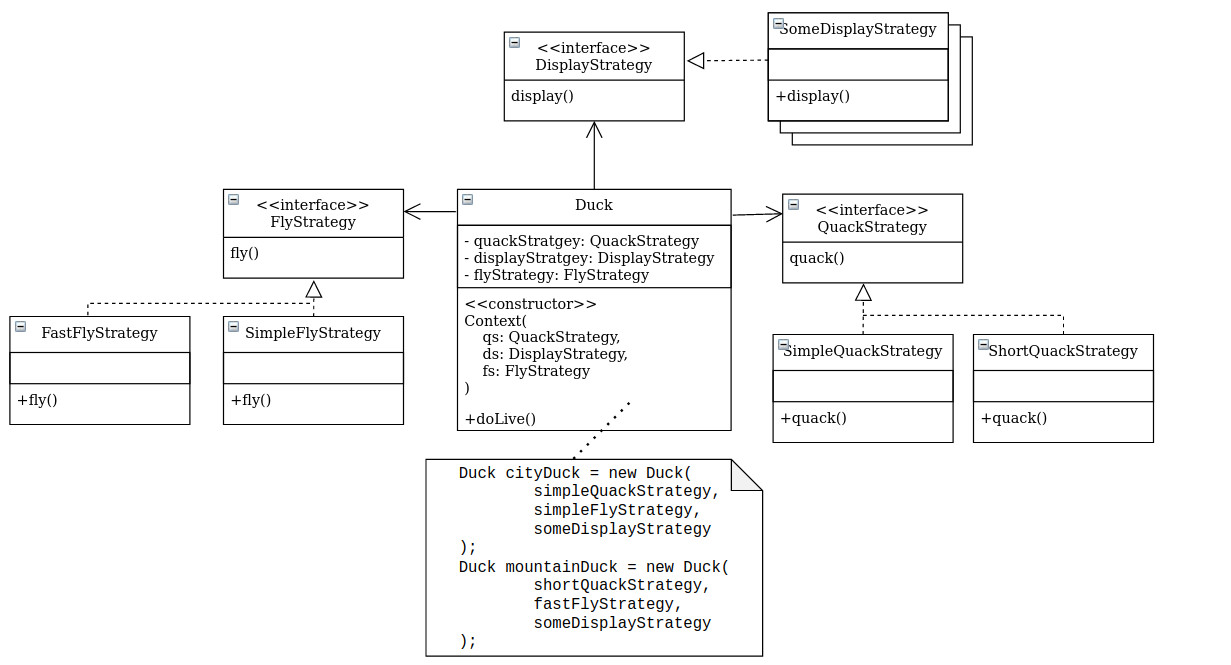 <<interface>>
DisplayStrategy
display()
SomeDisplayStrategy
+display()
<<interface>>
FlyStrategy
fly()
Duck
- quackStratgey: QuackStrategy
- displayStratgey: DisplayStrategy
- flyStrategy: FlyStrategy
<<constructor>>
Context(
qs: QuackStrategy,
ds: DisplayStrategy,
fs: FlyStrategy
)
+doLive()
<<interface>>
QuackStrategy
quack()
FastFlyStrategy
+fly()
SimpleFlyStrategy
+fly()
SimpleQuackStrategy
+quack()
ShortQuackStrategy
+quack()
Duck cityDuck = new Duck(
simpleQuackStrategy,
simpleFlyStrategy,
someDisplayStrategy
);
Duck mountainDuck = new Duck(
shortQuackStrategy,
fastFlyStrategy,
someDisplayStrategy
);